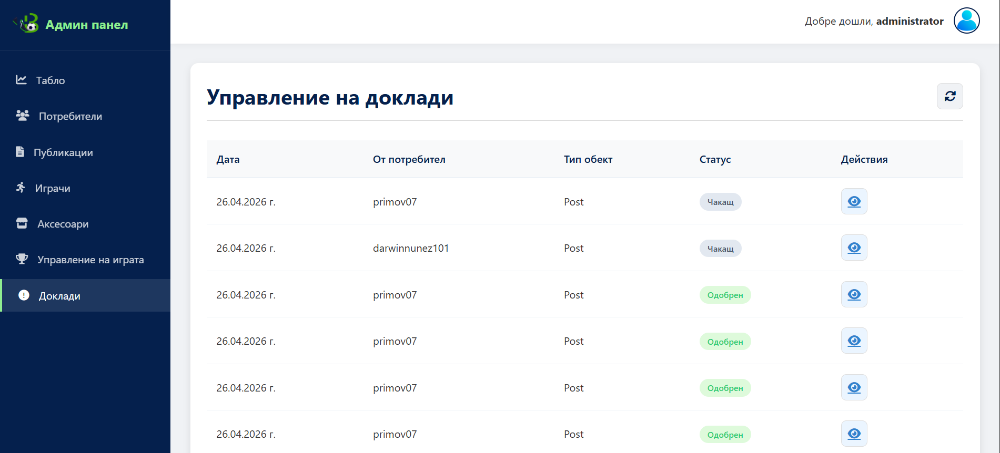 Админ панел
Добре дошли, administrator
Табло
Потребители
Публикации
Играчи
Аксесоари
Управление на играта
Доклади
Управление на доклади
Дата От потребител Тип обект Статус Действия
26.04.2026 г. primov07 Post Чакащ
26.04.2026 г. darwinnunez101 Post Чакащ
26.04.2026 г. primov07 Post Одобрен
26.04.2026 г. primov07 Post Одобрен
26.04.2026 г. primov07 Post Одобрен
26.04.2026 г. primov07 Post Одобрен